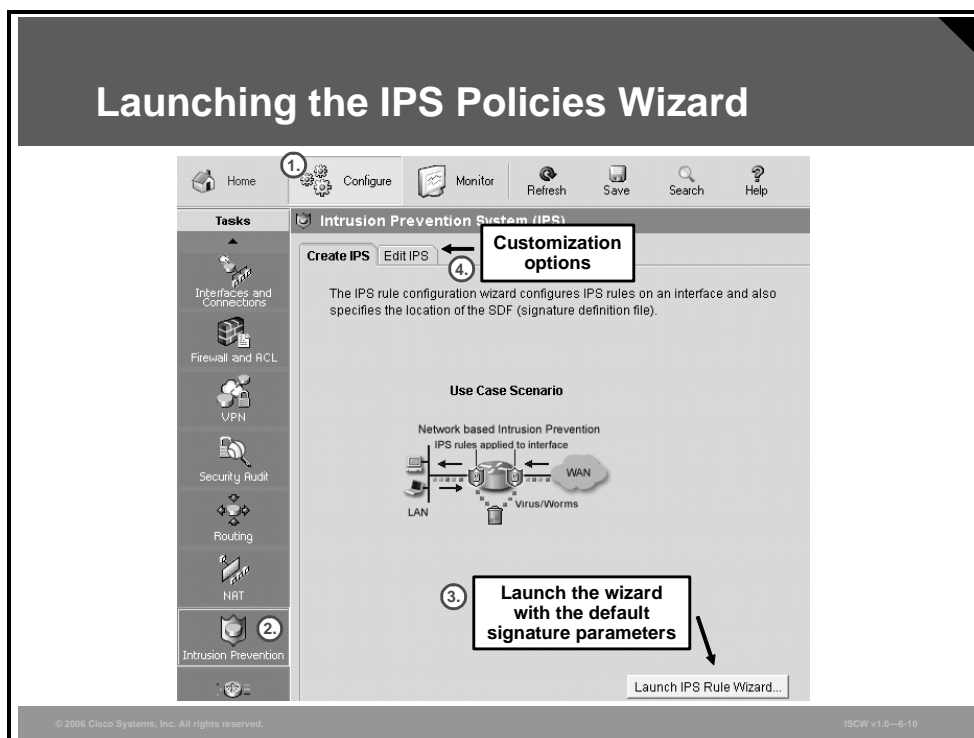 Launching the IPS Policies Wizard
1.
Home
Configure
Monitor
Refresh
Save
Search
Help
Tasks
Intrusion Prevention System (IPS)
Create IPS
Edit IPS
4.
Customization
options
The IPS rule configuration wizard configures IPS rules on an interface and also
specifies the location of the SDF (signature definition file).
Interfaces and
Connections
Firewall and ACL
VPN
Security Audit
Routing
NAT
2.
Intrusion Prevention
Use Case Scenario
Network based Intrusion Prevention
IPS rules applied to interface
WAN
LAN
Virus/Worms
3.
Launch the wizard
with the default
signature parameters
Launch IPS Rule Wizard...
© 2006 Cisco Systems, Inc. All rights reserved.
ISCW v1.0—6-10